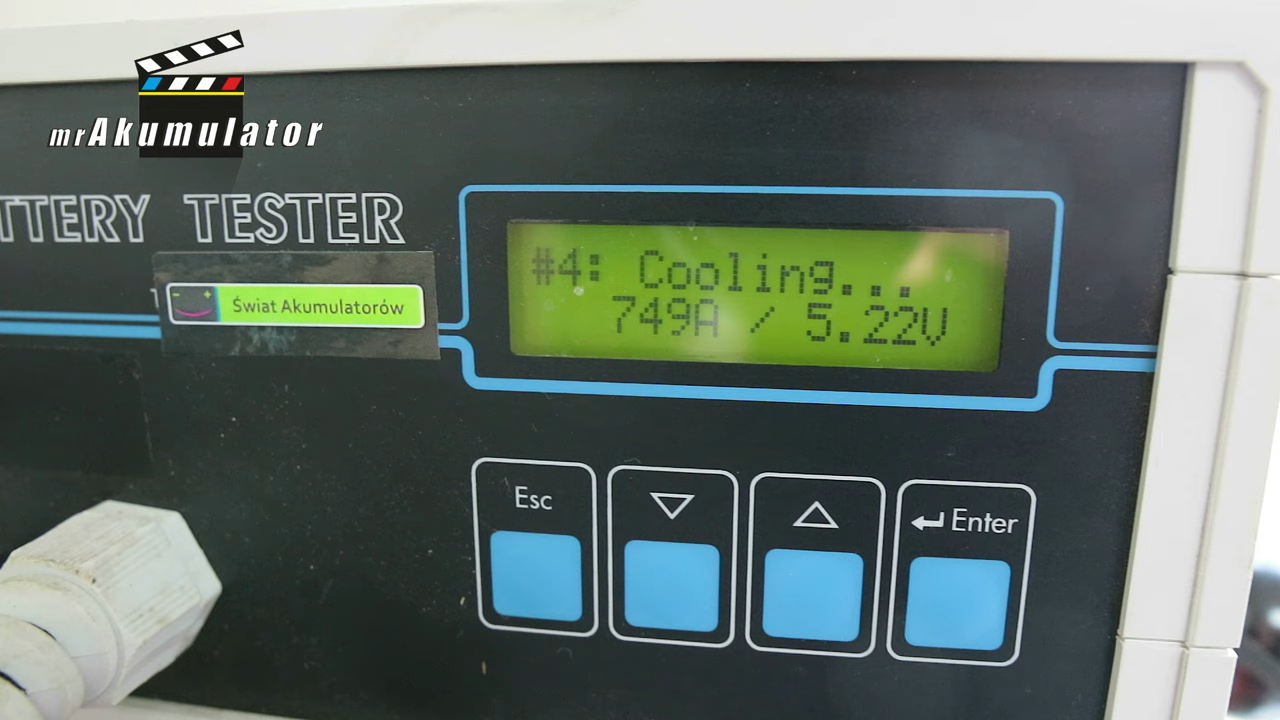 mrAkumulator
TTERY TESTER
Świat Akumulatorów
#4: Cooling...
749A / 5.22V
Esc
Enter